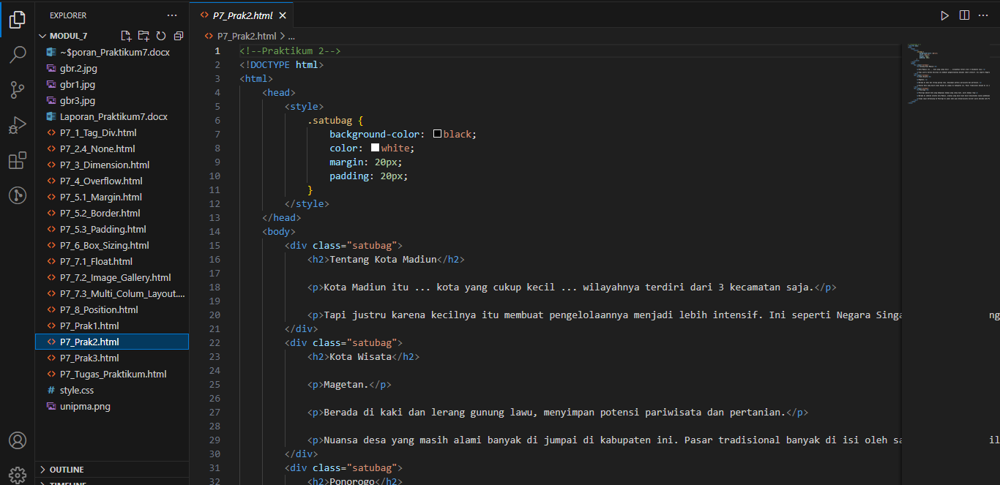 EXPLORER
MODUL_7
~$poran_Praktikum7.docx
gbr.2.jpg
gbr1.jpg
gbr3.jpg
Laporan_Praktikum7.docx
P7_1_Tag_Div.html
P7_2.4_None.html
P7_3_Dimension.html
P7_4_Overflow.html
P7_5.1_Margin.html
P7_5.2_Border.html
P7_5.3_Padding.html
P7_6_Box_Sizing.html
P7_7.1_Float.html
P7_7.2_Image_Gallery.html
P7_7.3_Multi_Colum_Layout....
P7_8_Position.html
P7_Prak1.html
P7_Prak2.html
P7_Prak3.html
P7_Tugas_Praktikum.html
# style.css
unipma.png
OUTLINE
TIMELINE
P7_Prak2.html
P7_Prak2.html > ...
1 <!--Praktikum 2-->
2 <!DOCTYPE html>
3 <html>
4 <head>
5 <style>
6 .satubag {
7 background-color: black;
8 color: white;
9 margin: 20px;
10 padding: 20px;
11 }
12 </style>
13 </head>
14 <body>
15 <div class="satubag">
16 <h2>Tentang Kota Madiun</h2>
17
18 <p>Kota Madiun itu ... kota yang cukup kecil ... wilayahnya terdiri dari 3 kecamatan saja.</p>
19
20 <p>Tapi justru karena kecilnya itu membuat pengelolaannya menjadi lebih intensif. Ini seperti Negara Singa ng
21 </div>
22 <div class="satubag">
23 <h2>Kota Wisata</h2>
24
25 <p>Magetan.</p>
26
27 <p>Berada di kaki dan lerang gunung lawu, menyimpan potensi pariwisata dan pertanian.</p>
28
29 <p>Nuansa desa yang masih alami banyak di jumpai di kabupaten ini. Pasar tradisional banyak di isi oleh sa il
30 </div>
31 <div class="satubag">
32 <h2>Ponorogo</h2>